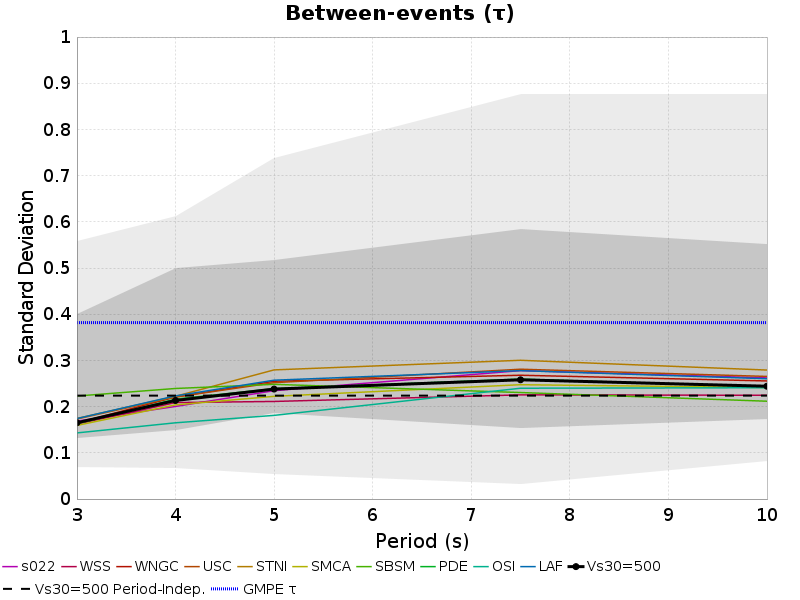 Between-events (τ)
Standard Deviation
1
0.9
0.8
0.7
0.6
0.5
0.4
0.3
0.2
0.1
0
3 4 5 6 7 8 9 10
Period (s)
s022 WSS WNGC USC STNI SMCA SBSM PDE OSI LAF Vs30=500
Vs30=500 Period-Indep. GMPE τ